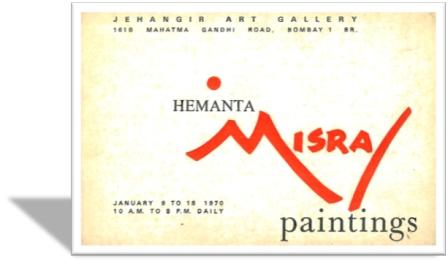 JEHANGIR ART GALLERY
161B MAHATMA GANDHI ROAD, BOMBAY 1 BR.
HEMANTA
MISRA
JANUARY 9 TO 15 1970
10 A.M. TO 8 P.M. DAILY
paintings